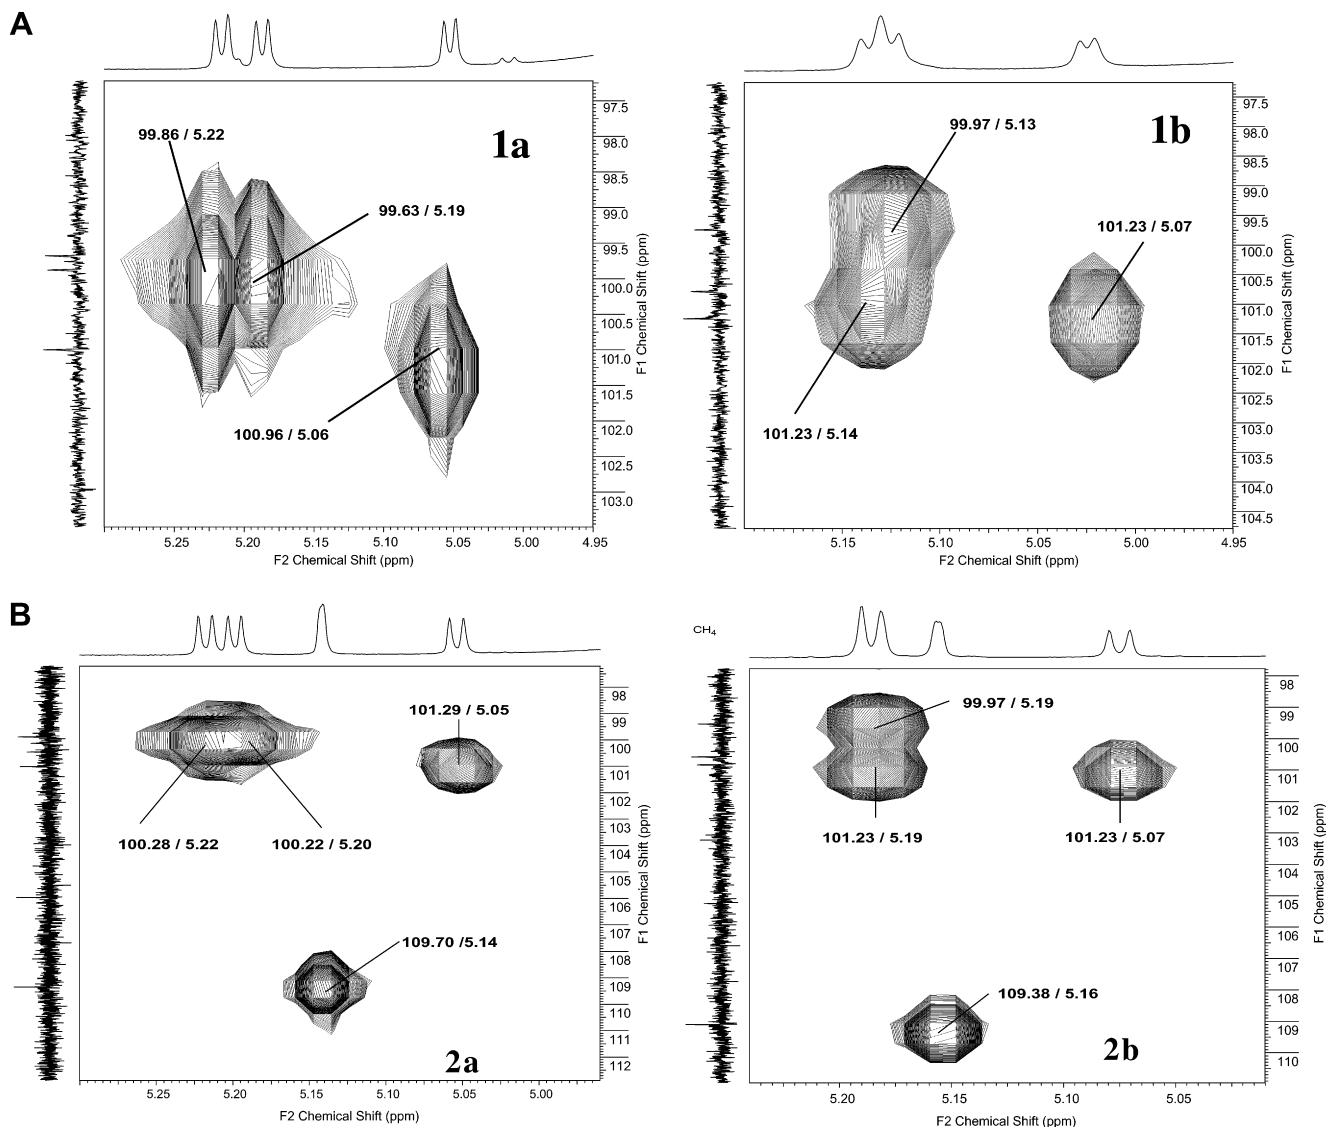 A
1a
99.86 / 5.22
99.63 / 5.19
100.96 / 5.06
97.5
98.0
98.5
99.0
99.5
100.0
100.5
101.0
101.5
102.0
102.5
103.0
F1 Chemical Shift (ppm)
5.25 5.20 5.15 5.10 5.05 5.00 4.95
F2 Chemical Shift (ppm)
1b
99.97 / 5.13
101.23 / 5.07
101.23 / 5.14
97.5
98.0
98.5
99.0
99.5
100.0
100.5
101.0
101.5
102.0
102.5
103.0
103.5
104.0
104.5
F1 Chemical Shift (ppm)
5.15 5.10 5.05 5.00 4.95
F2 Chemical Shift (ppm)
B
101.29 / 5.05
100.28 / 5.22
100.22 / 5.20
109.70 /5.14
2a
98
99
100
101
102
103
104
105
106
107
108
109
110
111
112
F1 Chemical Shift (ppm)
5.25 5.20 5.15 5.10 5.05 5.00
F2 Chemical Shift (ppm)
CH4
99.97 / 5.19
101.23 / 5.19
101.23 / 5.07
109.38 / 5.16
2b
98
99
100
101
102
103
104
105
106
107
108
109
110
F1 Chemical Shift (ppm)
5.20 5.15 5.10 5.05
F2 Chemical Shift (ppm)